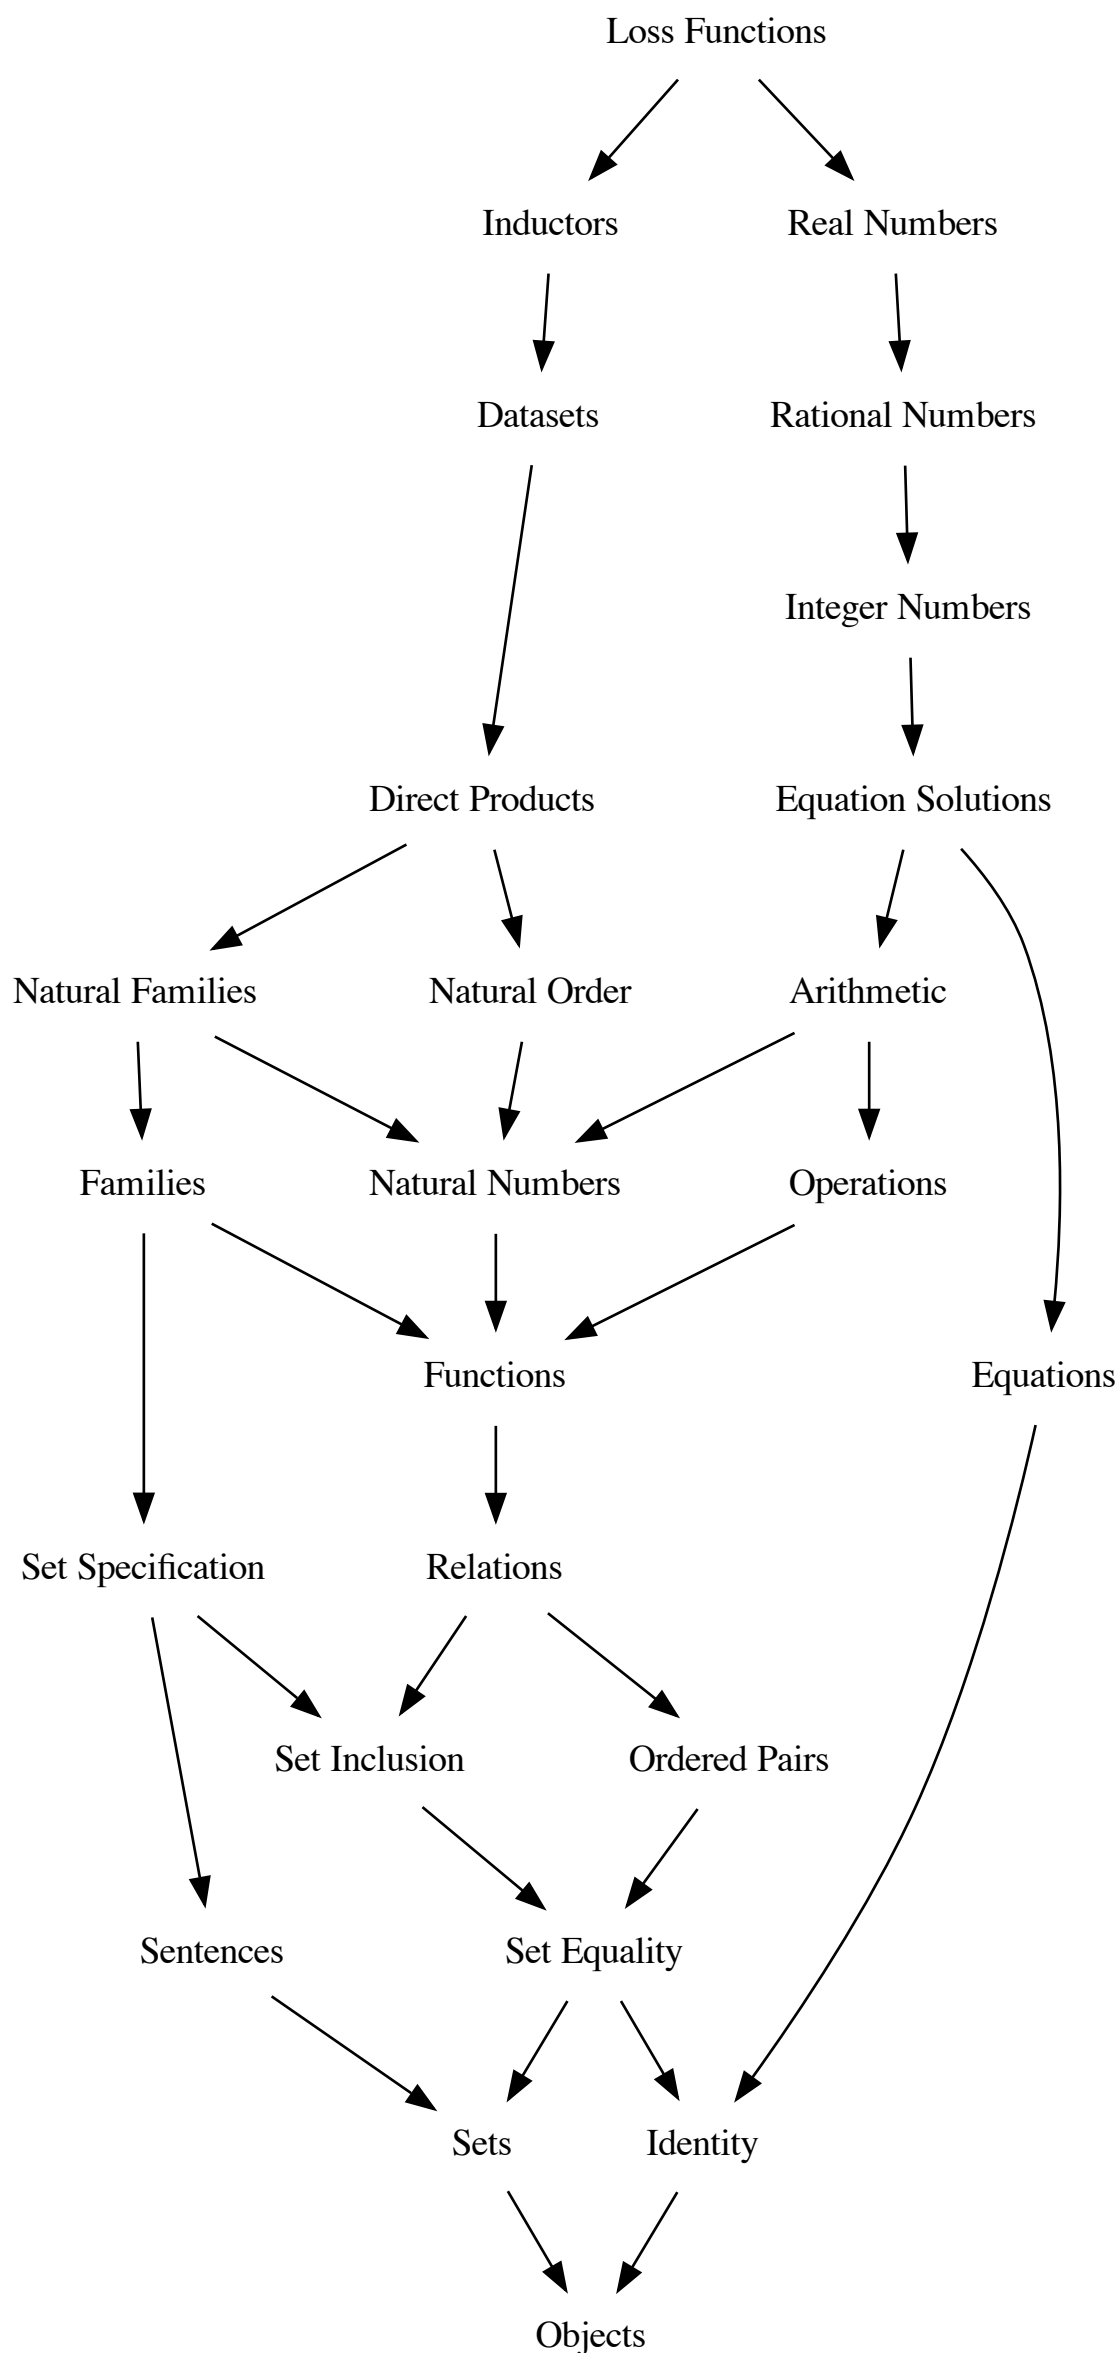 Loss Functions
Inductors
Real Numbers
Datasets
Rational Numbers
Integer Numbers
Direct Products
Equation Solutions
Natural Families
Natural Order
Arithmetic
Families
Natural Numbers
Operations
Functions
Equations
Set Specification
Relations
Set Inclusion
Ordered Pairs
Sentences
Set Equality
Sets
Identity
Objects